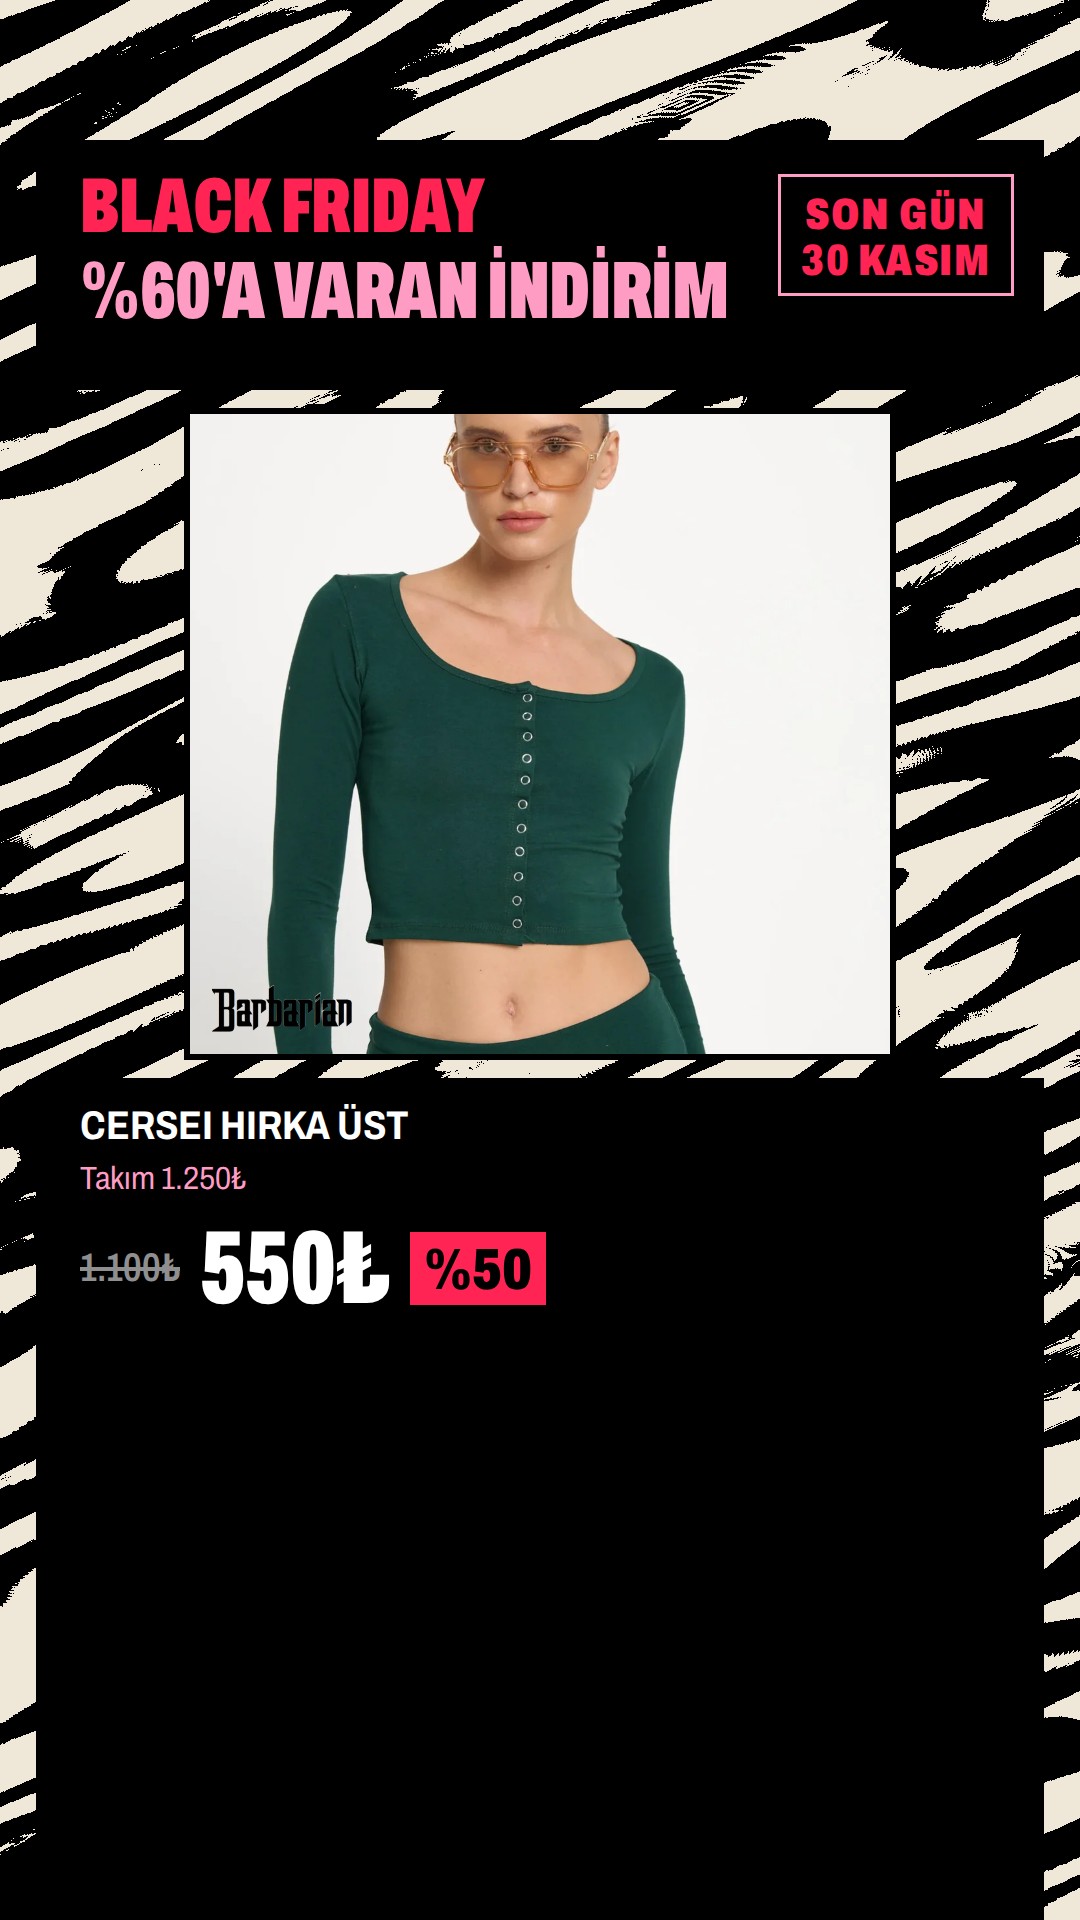 BLACK FRIDAY
%60'A VARAN İNDİRİM
SON GÜN
30 KASIM
Barbarian
CERSEI HIRKA ÜST
Takım 1.250₺
1.100₺ 550₺ %50